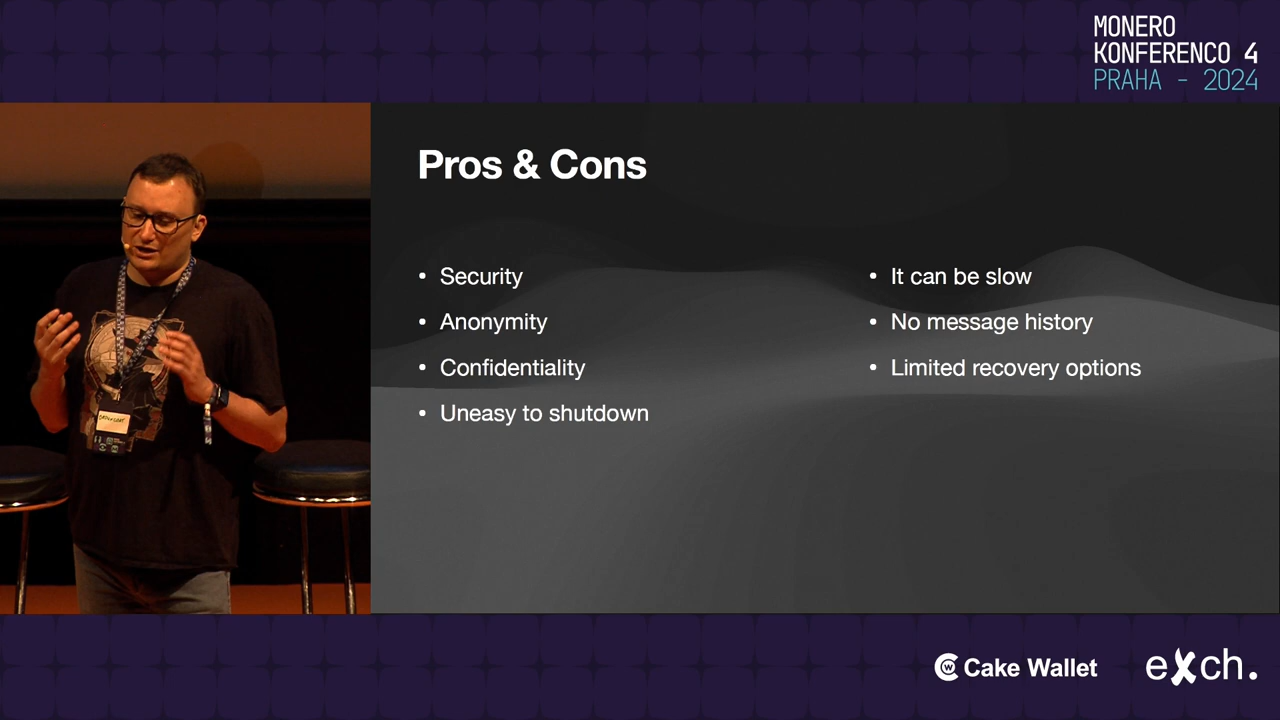 MONERO
KONFERENCO 4
PRAHA - 2024
Pros & Cons
• Security
• Anonymity
• Confidentiality
• Uneasy to shutdown
• It can be slow
• No message history
• Limited recovery options
Cake Wallet
exch.